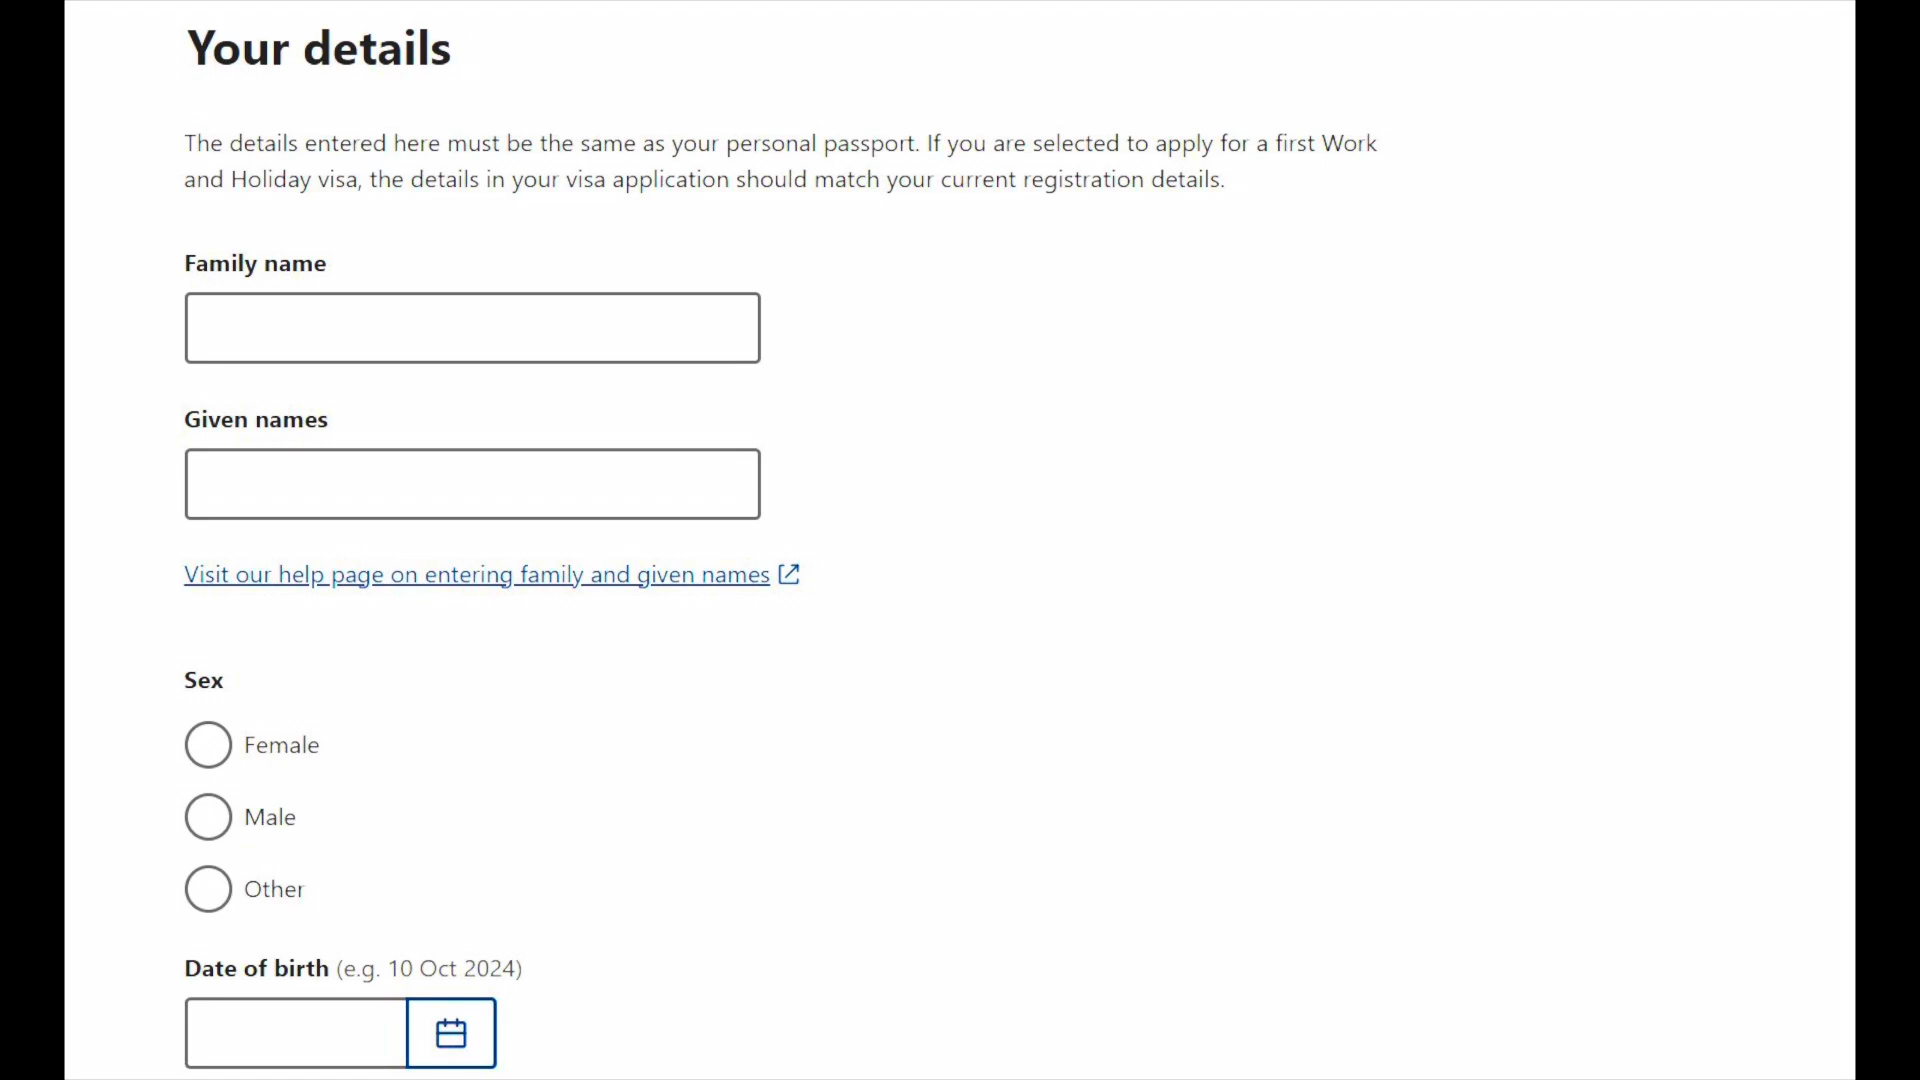 Your details
The details entered here must be the same as your personal passport. If you are selected to apply for a first Work
and Holiday visa, the details in your visa application should match your current registration details.
Family name
Given names
Visit our help page on entering family and given names
Sex
Female
Male
Other
Date of birth (e.g. 10 Oct 2024)